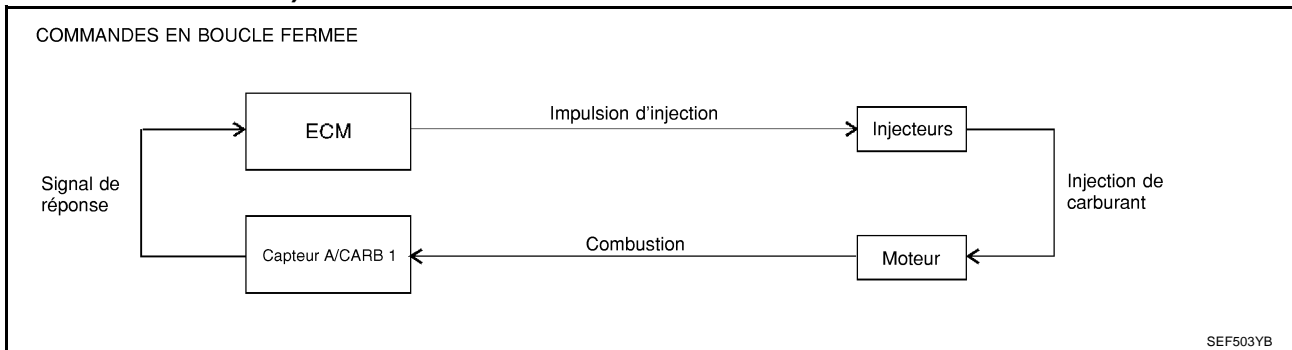 COMMANDES EN BOUCLE FERMEE
Impulsion d'injection
ECM
Injecteurs
Signal de
réponse
Injection de
carburant
Combustion
Capteur A/CARB 1
Moteur
SEF503YB